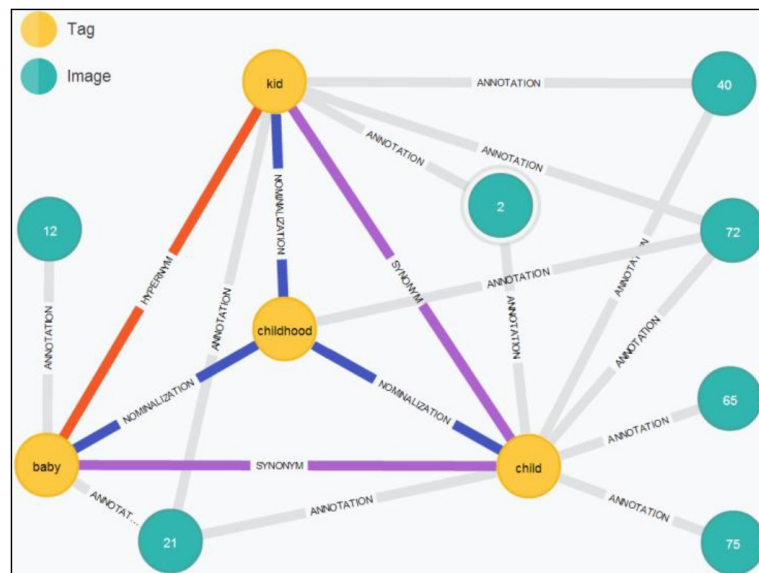 Tag
Image
kid
ANNOTATION
40
ANNOTATION
ANNOTATION
2
12
72
NOMINALIZATION
HYPERNYM
ANNOTATION
SYNONYM
ANNOTATION
ANNOTATION
ANNOTATION
ANNOTATION
ANNOTATION
childhood
ANNOTATION
NOMINALIZATION
NOMINALIZATION
65
ANNOTATION
baby
SYNONYM
child
ANNOTAT...
ANNOTATION
ANNOTATION
21
75